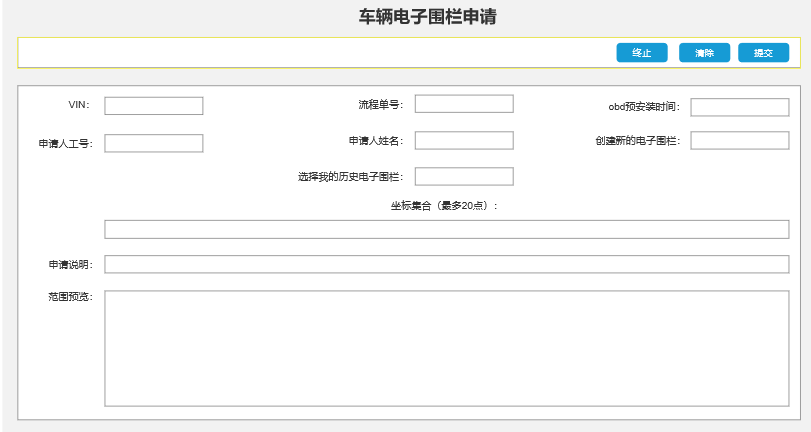 车辆电子围栏申请
终止 清除 提交
VIN： 流程单号： obd预安装时间：
申请人工号： 申请人姓名： 创建新的电子围栏：
选择我的历史电子围栏：
坐标集合（最多20点）：
申请说明：
范围预览：